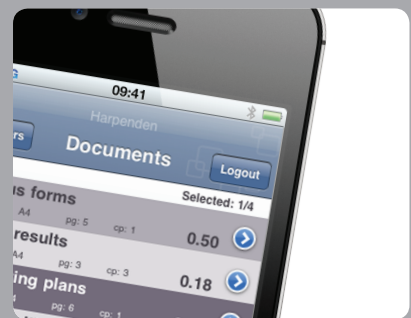 09:41
Harpenden
rs Documents Logout
Selected: 1/4
us forms
A4 pg: 5 cp: 1 0.50
results
A4 pg: 3 cp: 3 0.18
ing plans
pg: 6 cp: 1